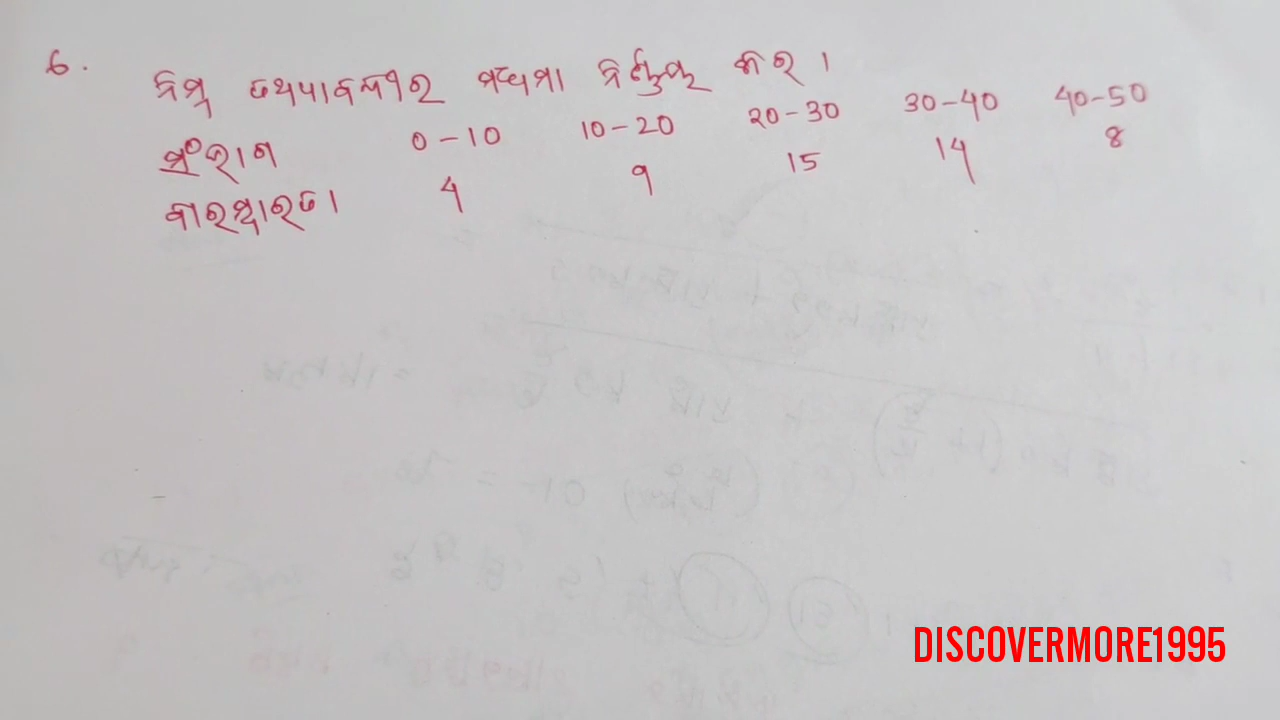 6. ନିମ୍ନ ତଥ୍ୟାବଳୀର ମଧ୍ୟମା ନିର୍ଣ୍ଣୟ କର ।
ସଂଭାଗ 0-10 10-20 20-30 30-40 40-50
ବାରମ୍ବାରତା 4 9 15 14 8
DISCOVERMORE1995